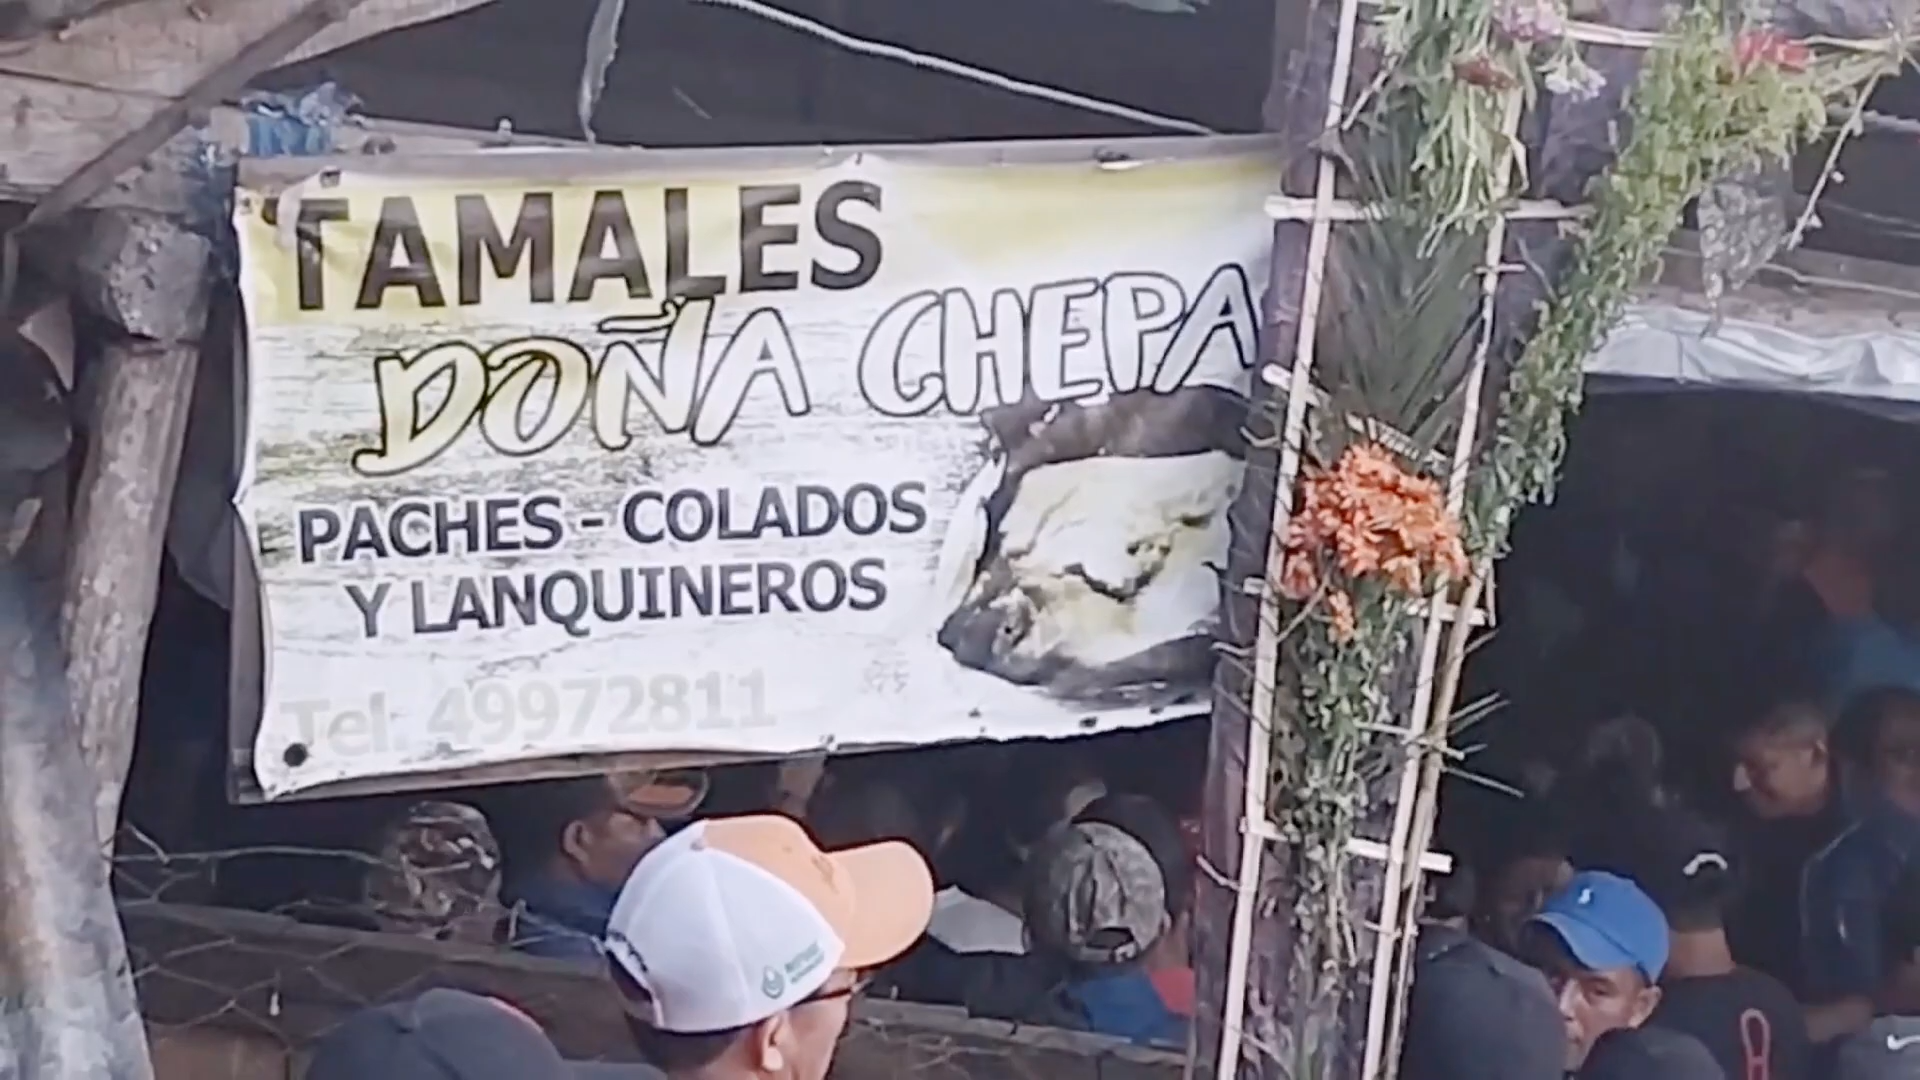 TAMALES
DOÑA CHEPA
PACHES - COLADOS
Y LANQUINEROS
Tel: 49972811